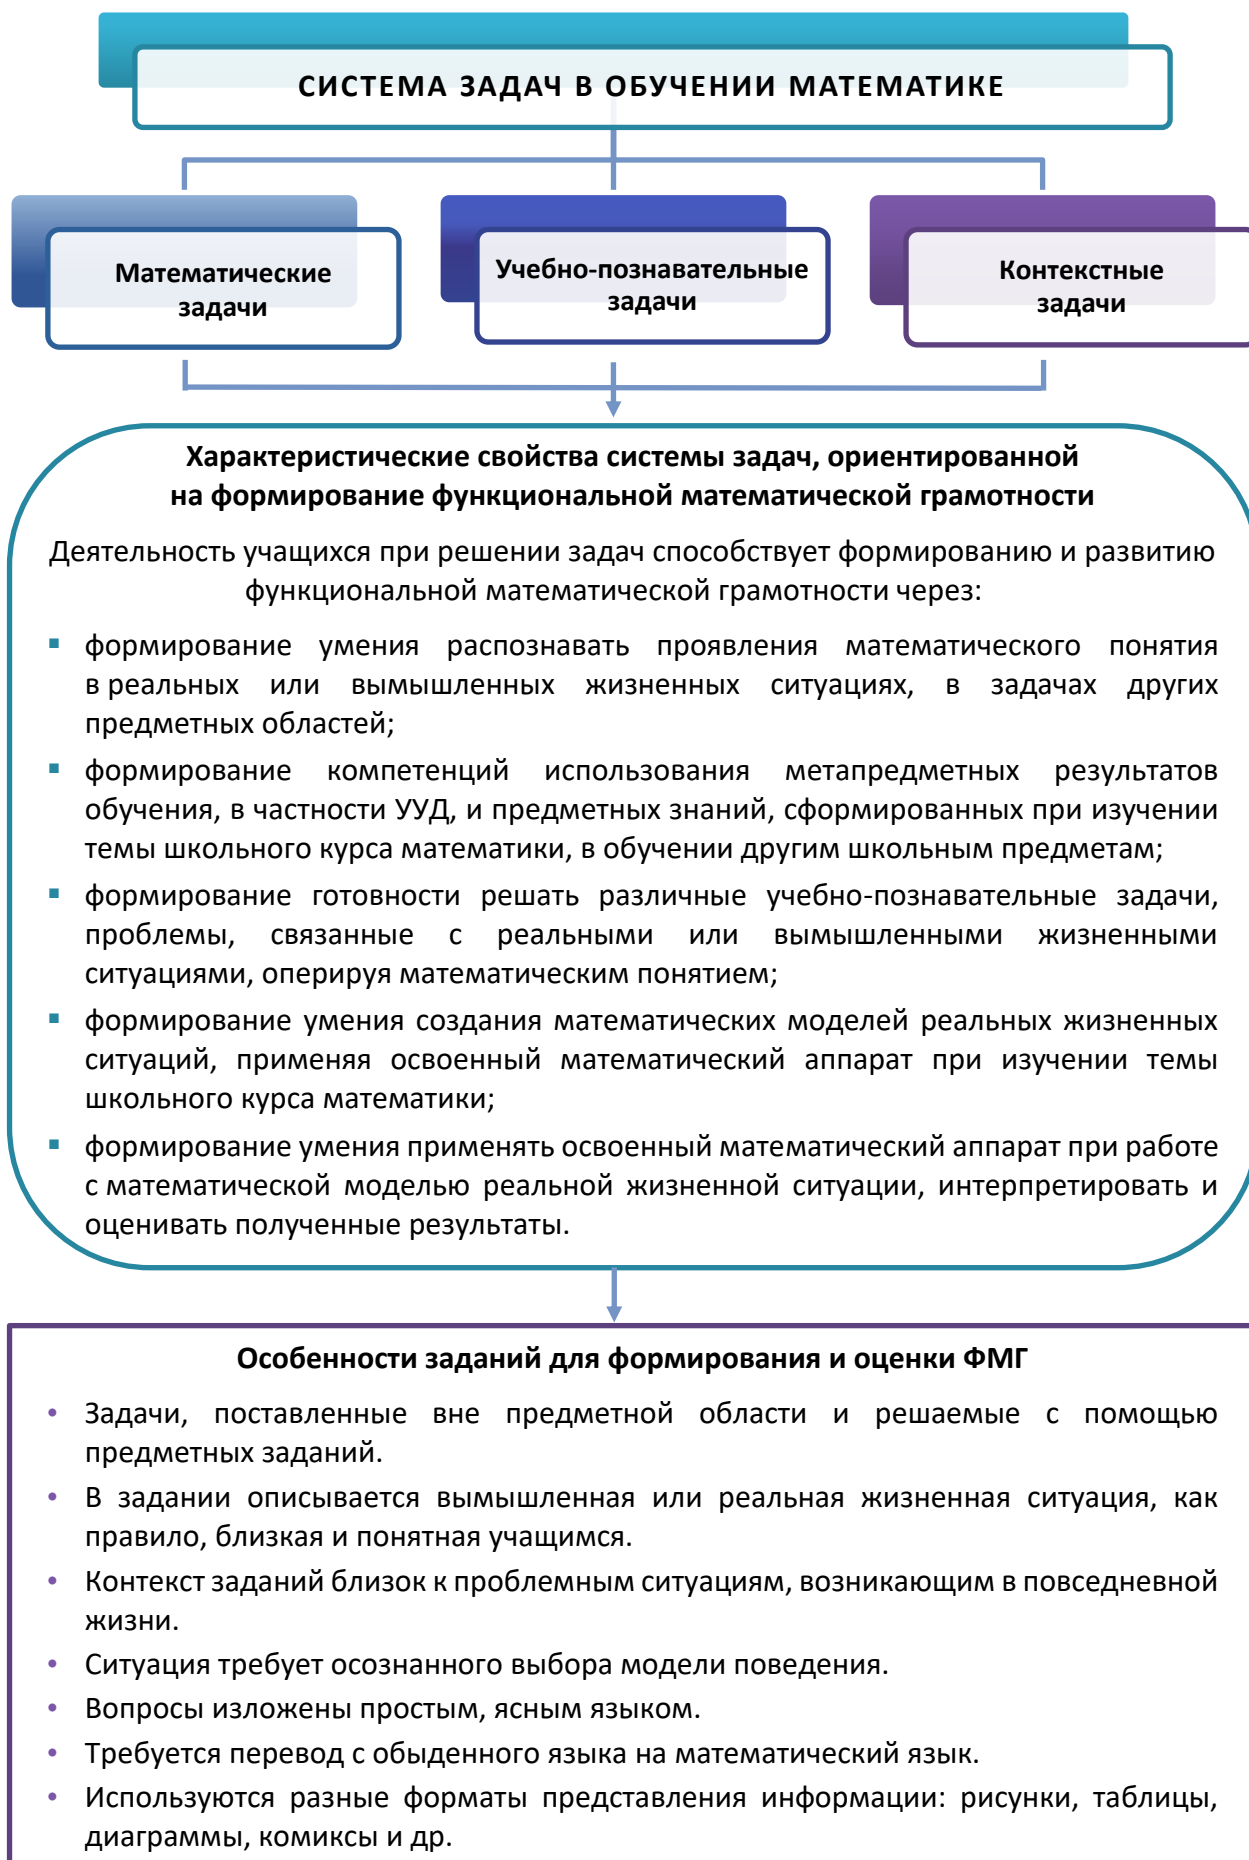 СИСТЕМА ЗАДАЧ В ОБУЧЕНИИ МАТЕМАТИКЕ
Математические
задачи
Учебно-познавательные
задачи
Контекстные
задачи
Характеристические свойства системы задач, ориентированной
на формирование функциональной математической грамотности
Деятельность учащихся при решении задач способствует формированию и развитию
функциональной математической грамотности через:
▪ формирование умения распознавать проявления математического понятия
в реальных или вымышленных жизненных ситуациях, в задачах других
предметных областей;
▪ формирование компетенций использования метапредметных результатов
обучения, в частности УУД, и предметных знаний, сформированных при изучении
темы школьного курса математики, в обучении другим школьным предметам;
▪ формирование готовности решать различные учебно-познавательные задачи,
проблемы, связанные с реальными или вымышленными жизненными
ситуациями, оперируя математическим понятием;
▪ формирование умения создания математических моделей реальных жизненных
ситуаций, применяя освоенный математический аппарат при изучении темы
школьного курса математики;
▪ формирование умения применять освоенный математический аппарат при работе
с математической моделью реальной жизненной ситуации, интерпретировать и
оценивать полученные результаты.
Особенности заданий для формирования и оценки ФМГ
• Задачи, поставленные вне предметной области и решаемые с помощью
предметных заданий.
• В задании описывается вымышленная или реальная жизненная ситуация, как
правило, близкая и понятная учащимся.
• Контекст заданий близок к проблемным ситуациям, возникающим в повседневной
жизни.
• Ситуация требует осознанного выбора модели поведения.
• Вопросы изложены простым, ясным языком.
• Требуется перевод с обыденного языка на математический язык.
• Используются разные форматы представления информации: рисунки, таблицы,
диаграммы, комиксы и др.